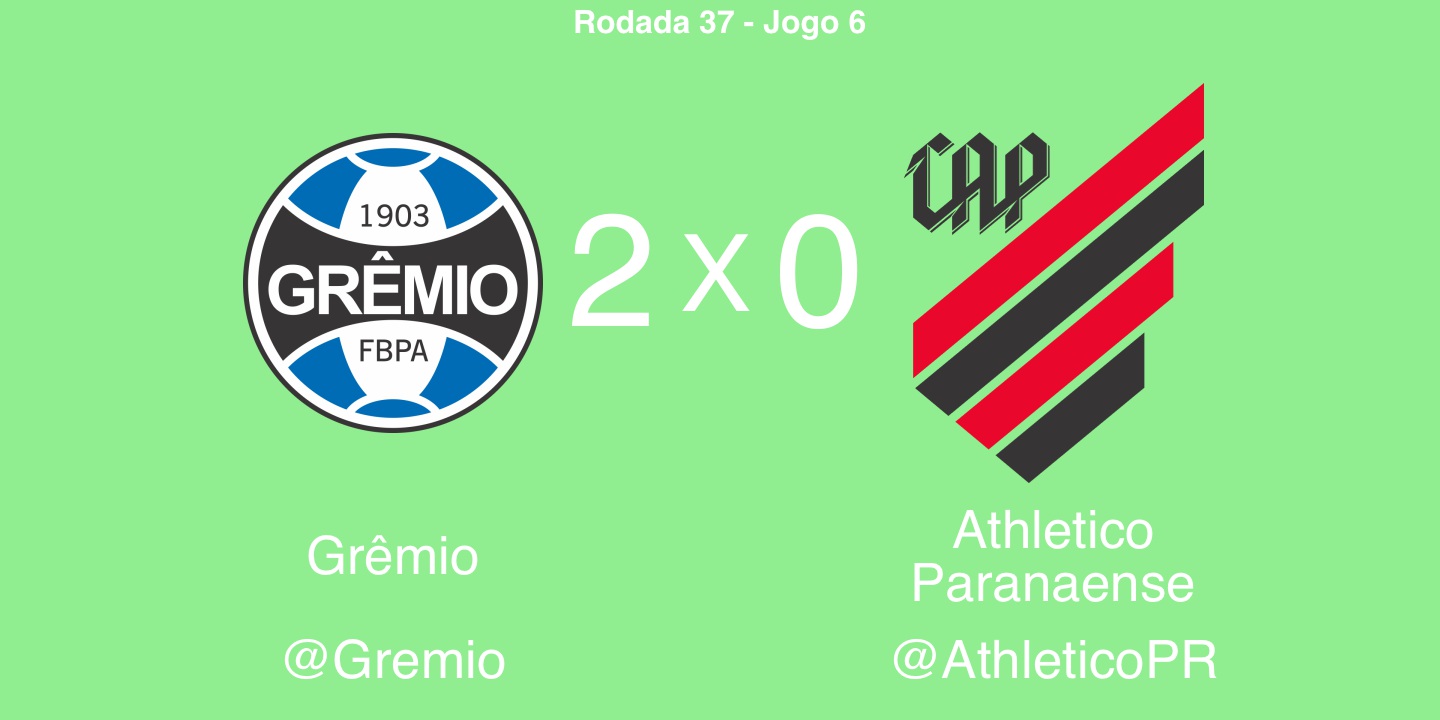 Rodada 37 - Jogo 6
1903
GRÊMIO
FBPA
2 X 0
CAP
Grêmio
Athletico
Paranaense
@Gremio
@AthleticoPR